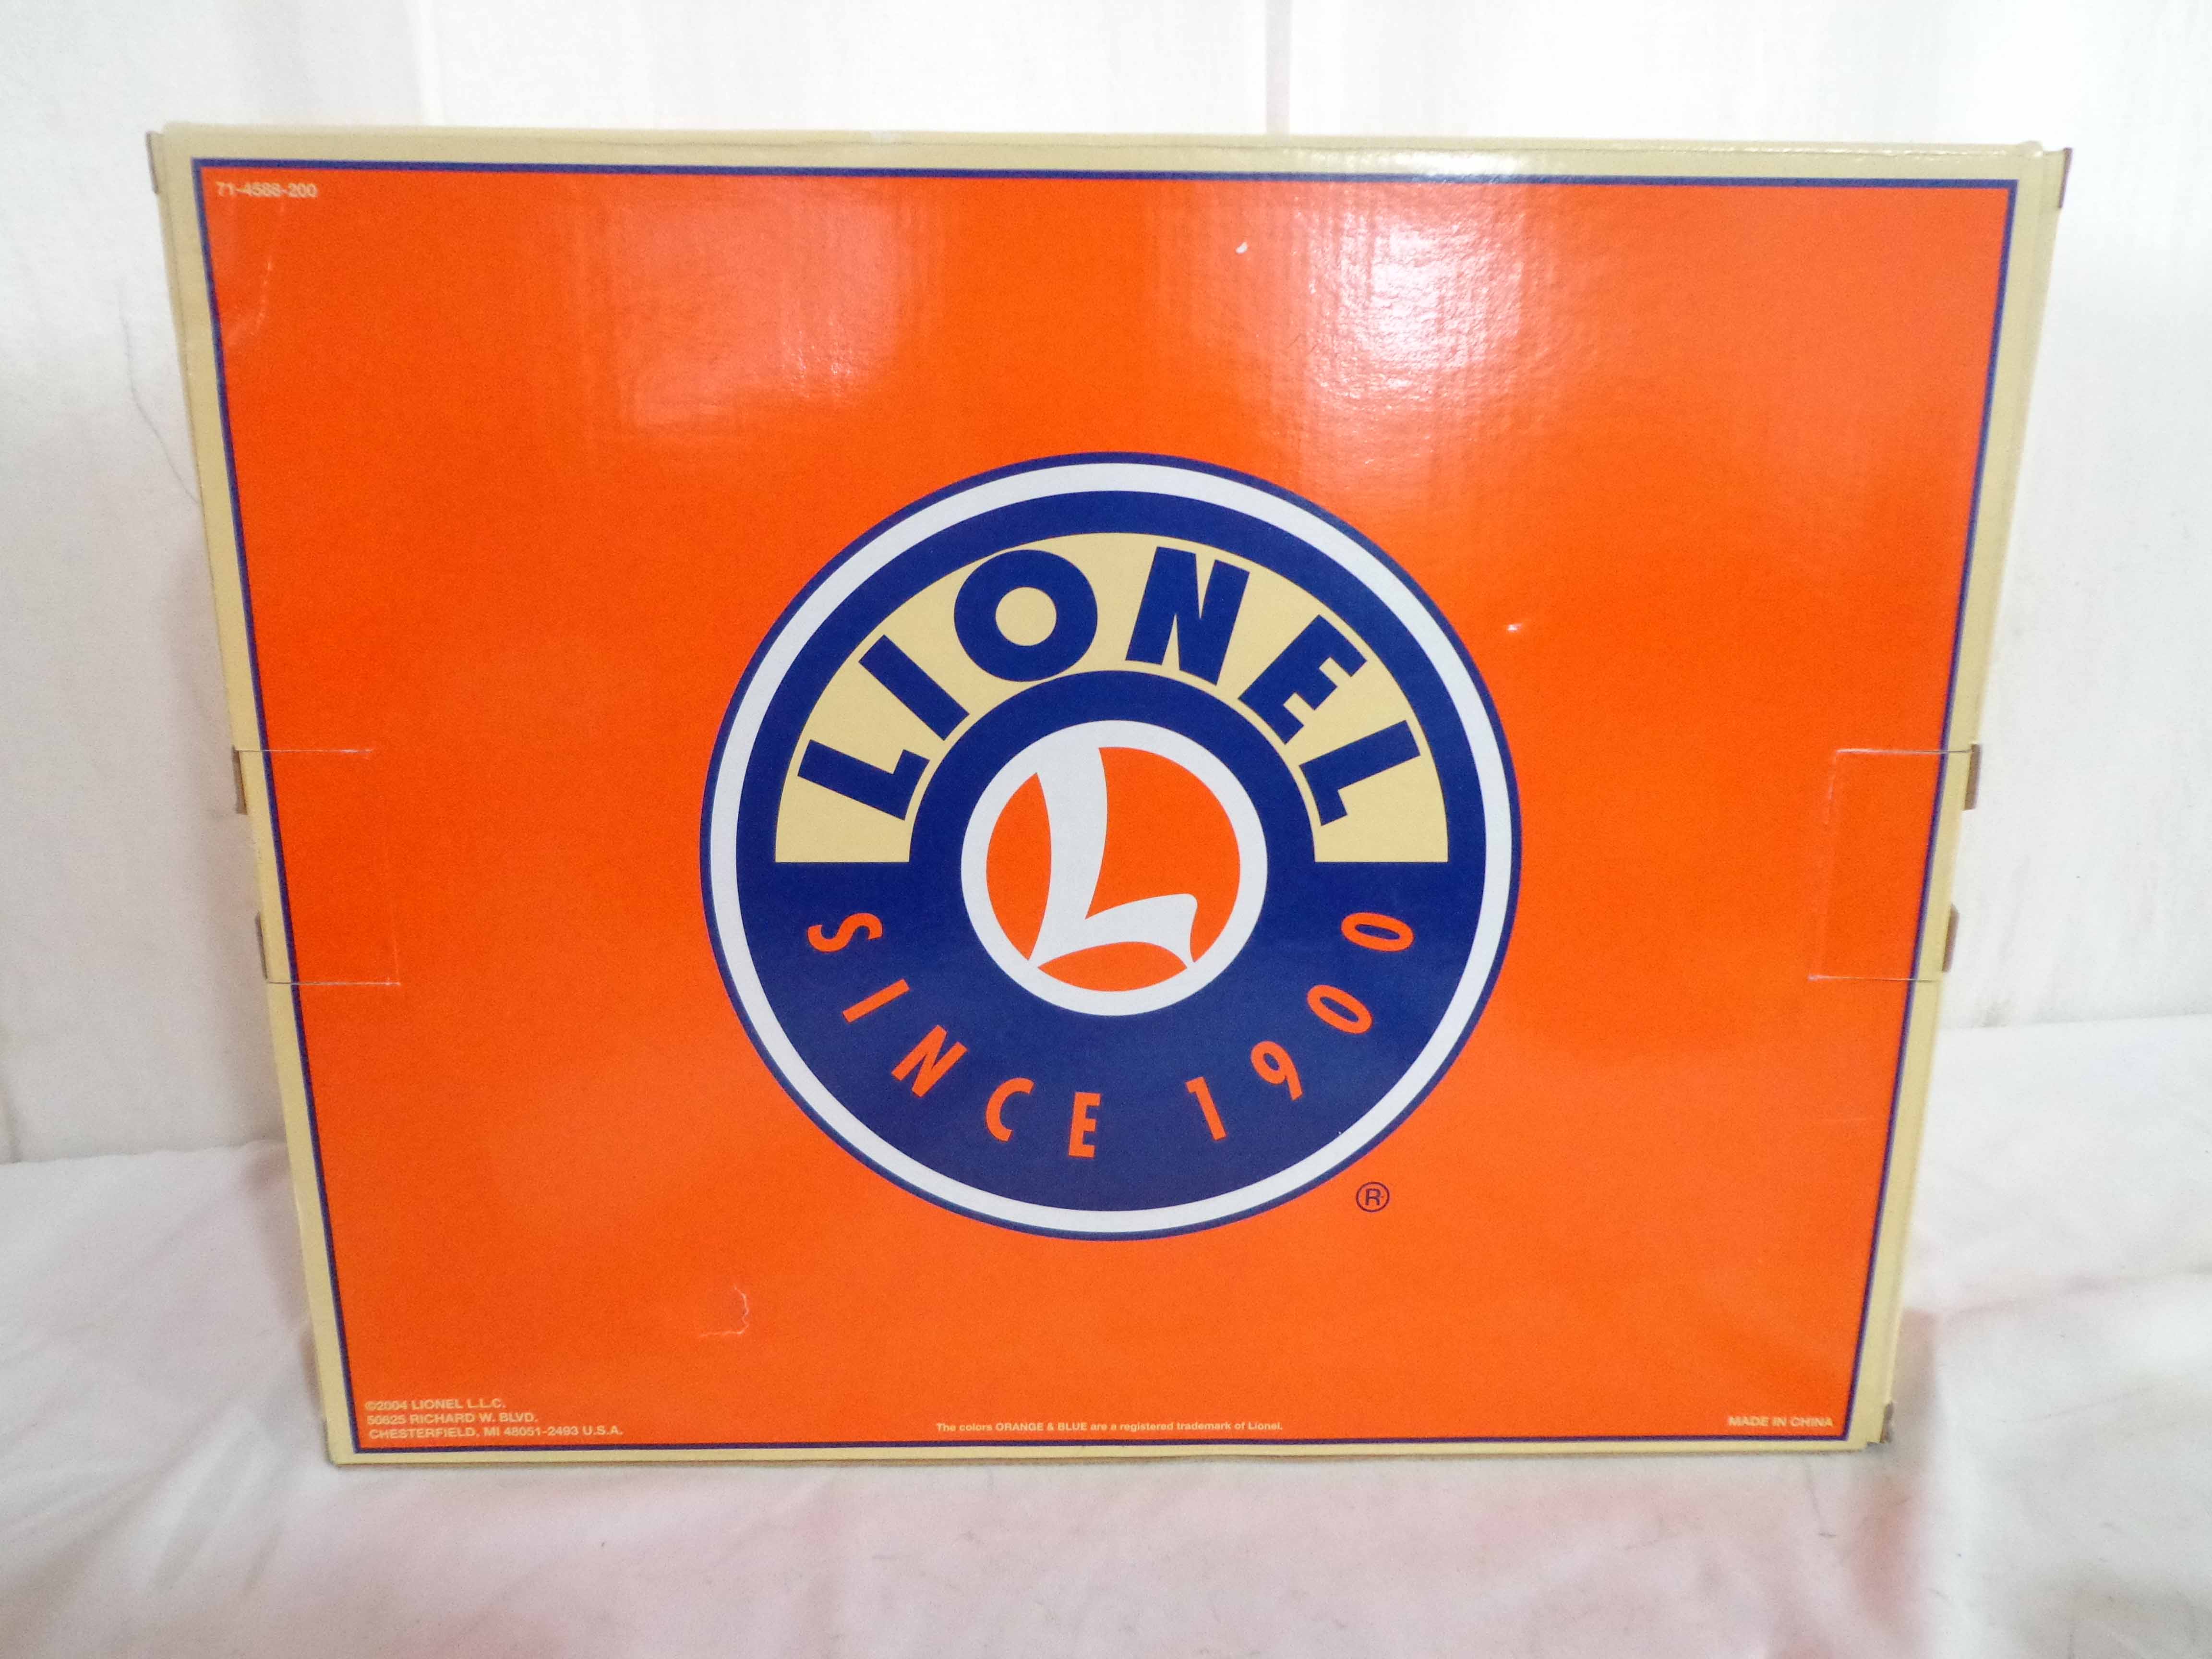 71-4588-200
LIONEL
L
SINCE 1900
®
©2004 LIONEL L.L.C.
50625 RICHARD W. BLVD.
CHESTERFIELD, MI 48051-2493 U.S.A.
The colors ORANGE & BLUE are a registered trademark of Lionel.
MADE IN CHINA